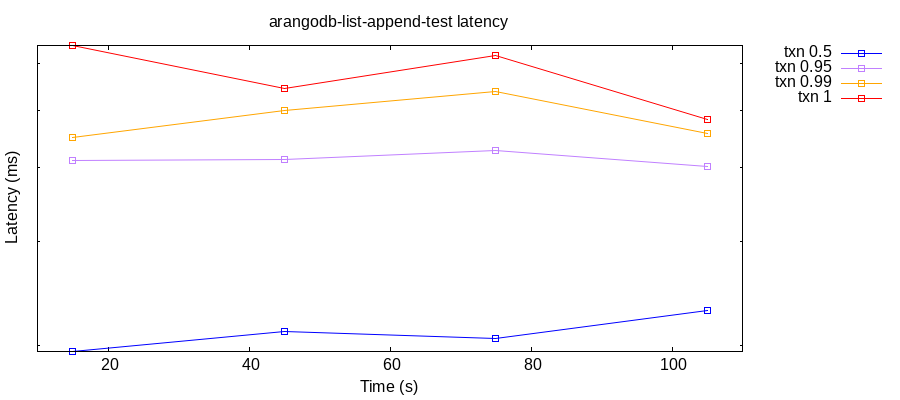 arangodb-list-append-test latency
txn 0.5
txn 0.95
txn 0.99
txn 1
Latency (ms)
20 40 60 80 100
Time (s)